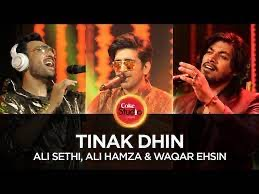 Coke
Studio
TINAK DHIN
ALI SETHI, ALI HAMZA & WAQAR EHSIN